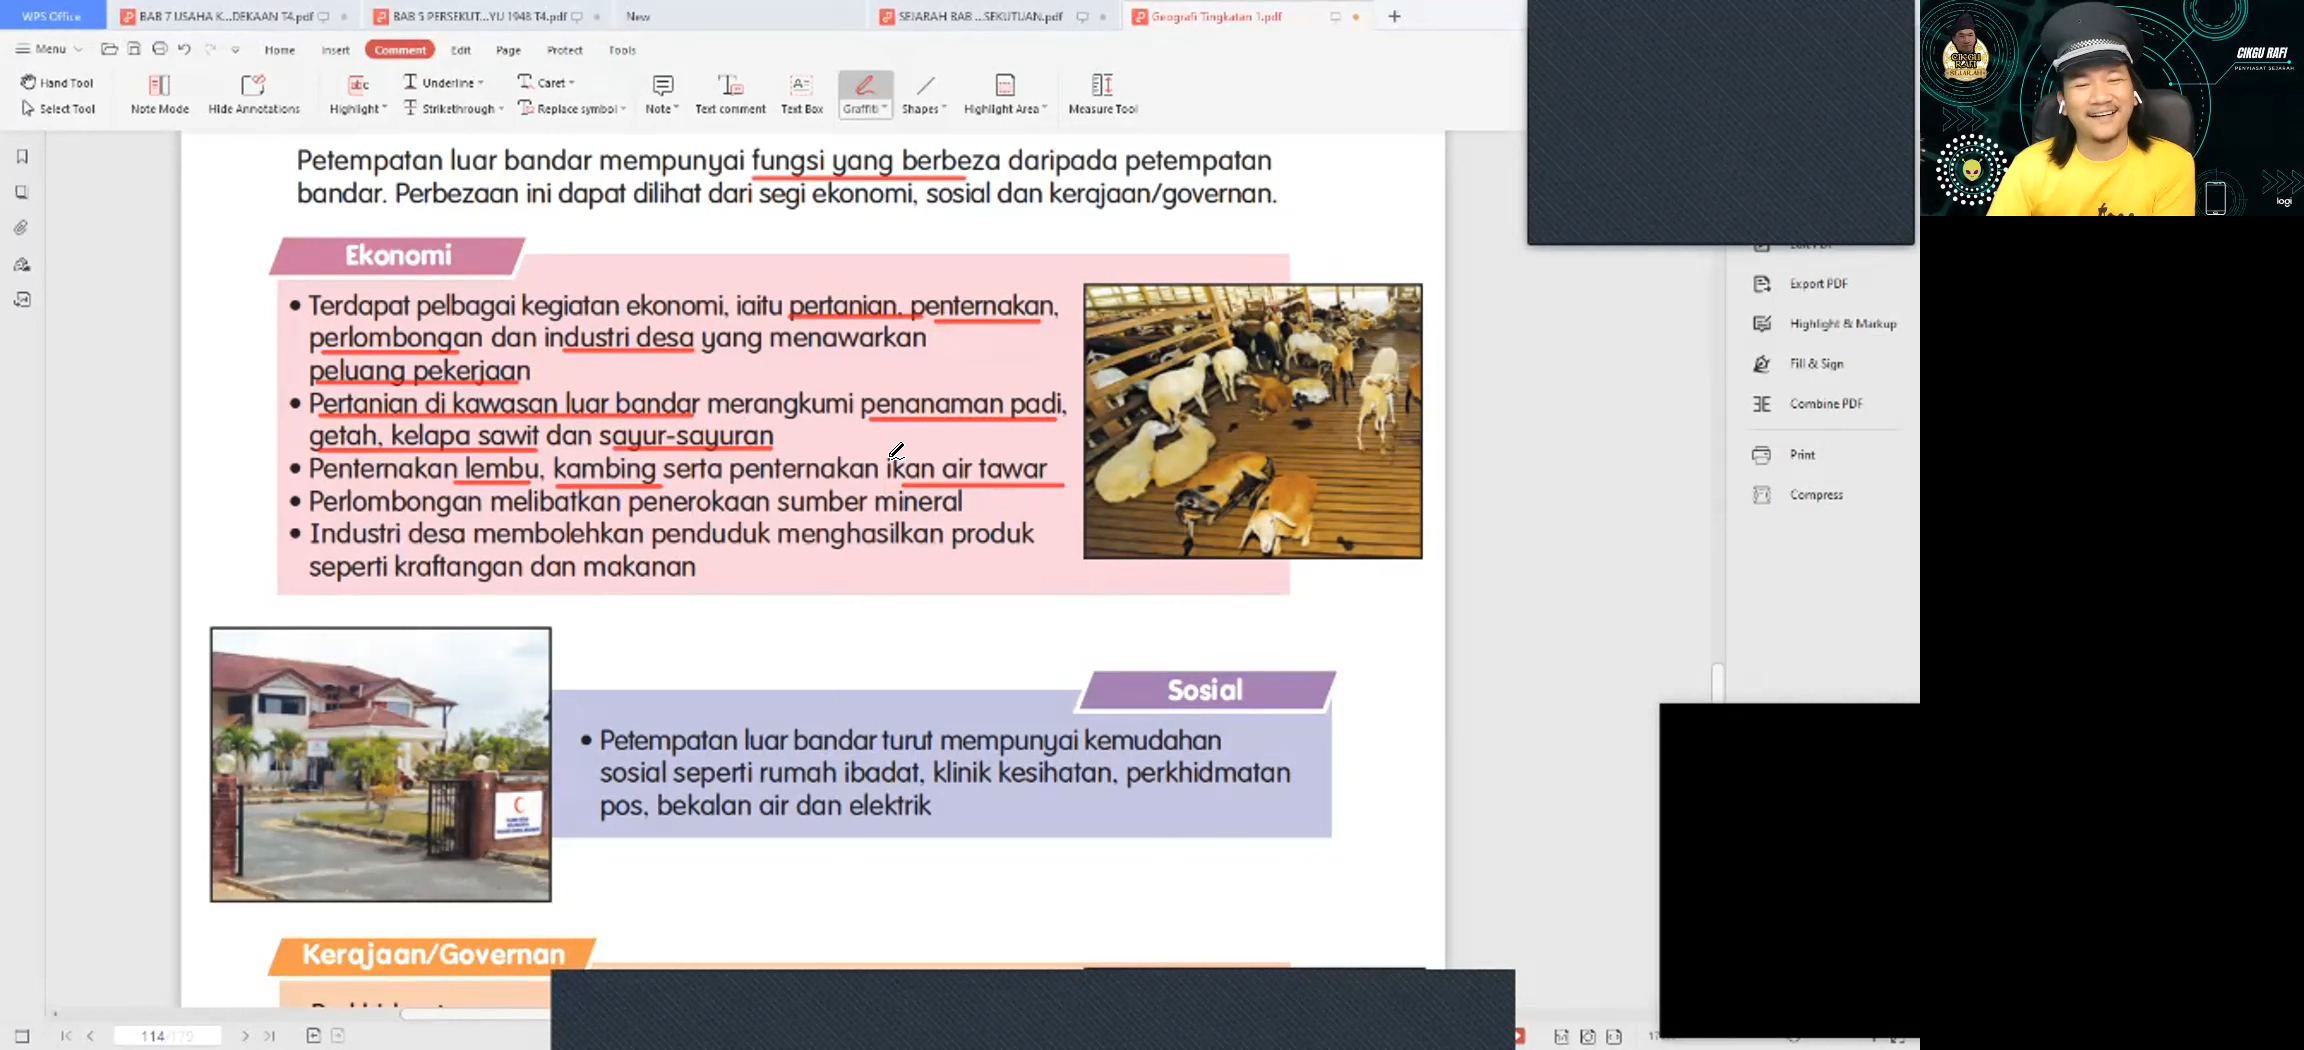 WPS Office
BAB 7 USAHA K...DEKAAN T4.pdf
BAB 5 PERSEKUT...YU 1948 T4.pdf
New
SEJARAH BAB ...SEKUTUAN.pdf
Geografi Tingkatan 1.pdf
Menu
Home
Insert
Comment
Edit
Page
Protect
Tools
Hand Tool
Select Tool
Note Mode
Hide Annotations
Highlight
Underline
Strikethrough
Caret
Replace symbol
Note
Text comment
Text Box
Graffiti
Shapes
Highlight Area
Measure Tool
CIKGU RAFI
PENYIASAT SEJARAH
CIKGU
RAFI
SEJARAH
logi
Petempatan luar bandar mempunyai fungsi yang berbeza daripada petempatan
bandar. Perbezaan ini dapat dilihat dari segi ekonomi, sosial dan kerajaan/governan.
Ekonomi
• Terdapat pelbagai kegiatan ekonomi, iaitu pertanian, penternakan,
perlombongan dan industri desa yang menawarkan
peluang pekerjaan
• Pertanian di kawasan luar bandar merangkumi penanaman padi,
getah, kelapa sawit dan sayur-sayuran
• Penternakan lembu, kambing serta penternakan ikan air tawar
• Perlombongan melibatkan penerokaan sumber mineral
• Industri desa membolehkan penduduk menghasilkan produk
seperti kraftangan dan makanan
Sosial
• Petempatan luar bandar turut mempunyai kemudahan
sosial seperti rumah ibadat, klinik kesihatan, perkhidmatan
pos, bekalan air dan elektrik
Kerajaan/Governan
Export PDF
Highlight & Markup
Fill & Sign
Combine PDF
Print
Compress
114/179